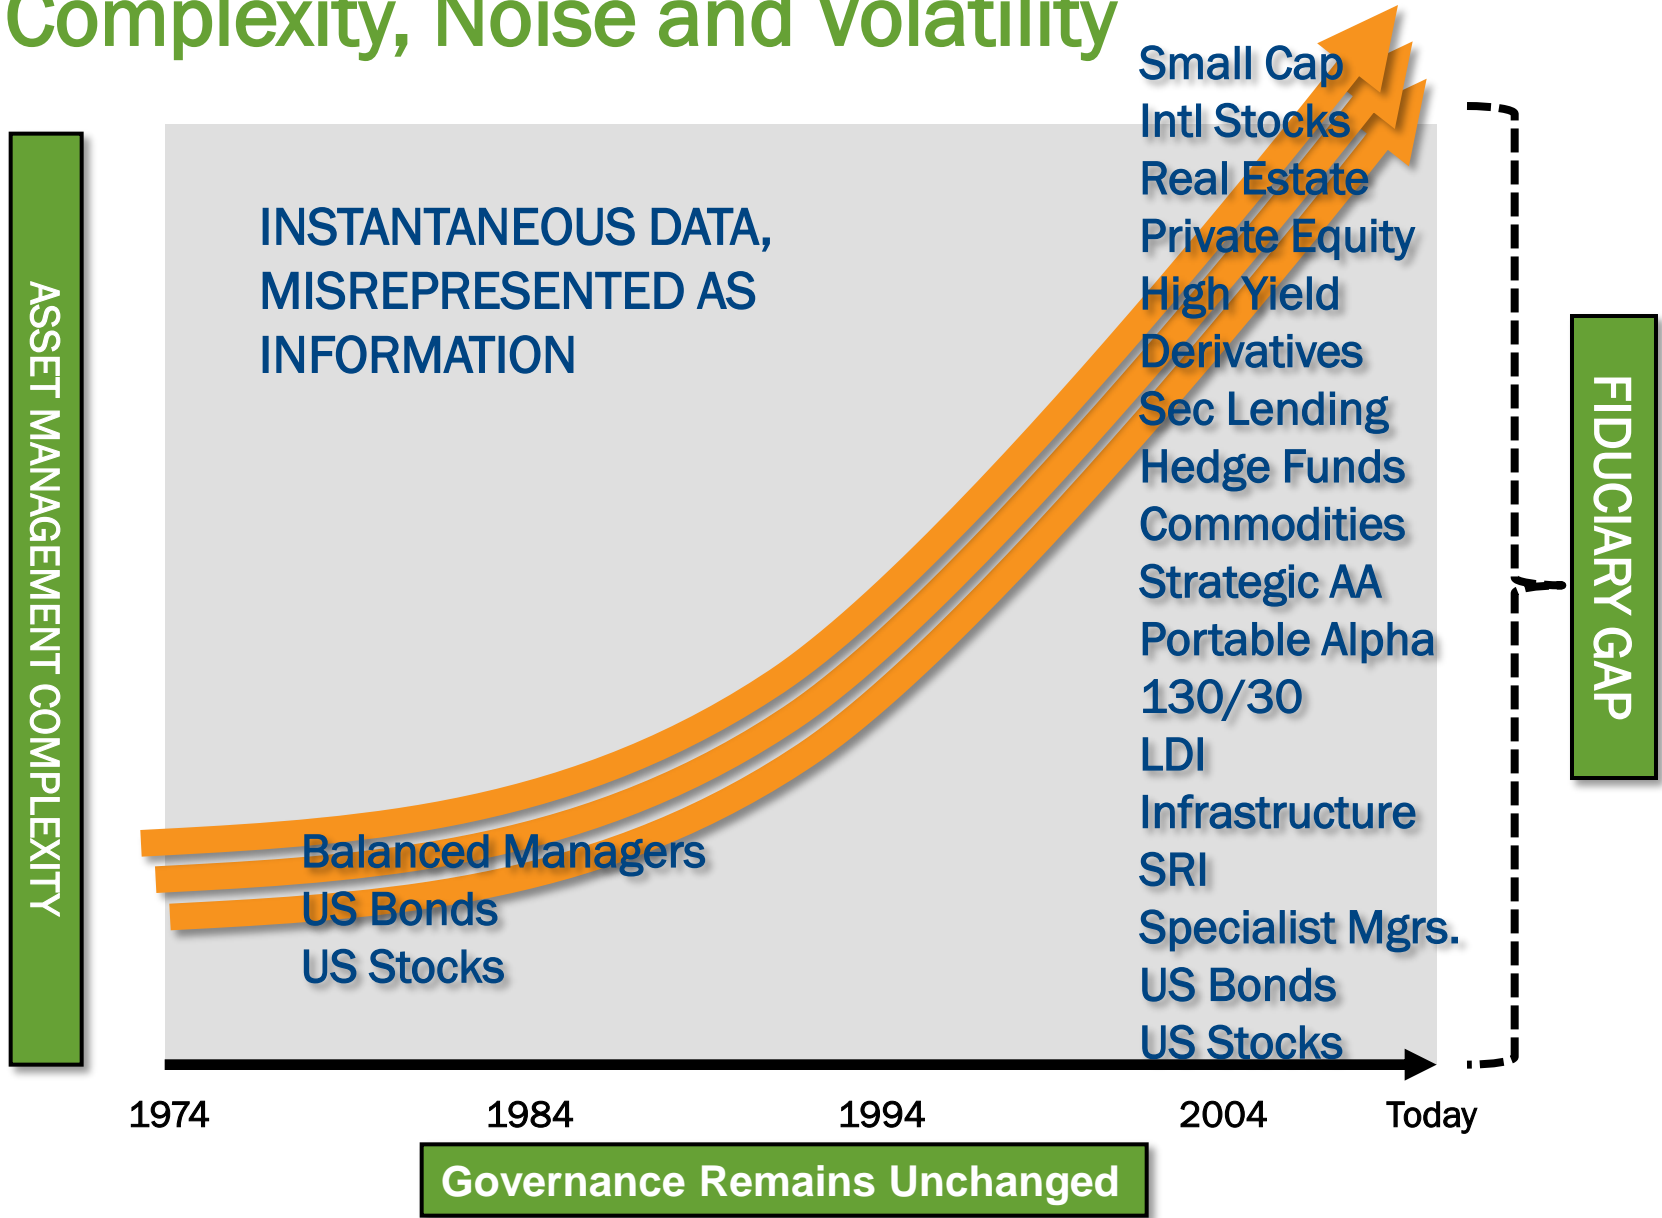 Complexity, Noise and Volatility
ASSET MANAGEMENT COMPLEXITY
INSTANTANEOUS DATA,
MISREPRESENTED AS
INFORMATION
Balanced Managers
US Bonds
US Stocks
Small Cap
Intl Stocks
Real Estate
Private Equity
High Yield
Derivatives
Sec Lending
Hedge Funds
Commodities
Strategic AA
Portable Alpha
130/30
LDI
Infrastructure
SRI
Specialist Mgrs.
US Bonds
US Stocks
FIDUCIARY GAP
1974 1984 1994 2004 Today
Governance Remains Unchanged